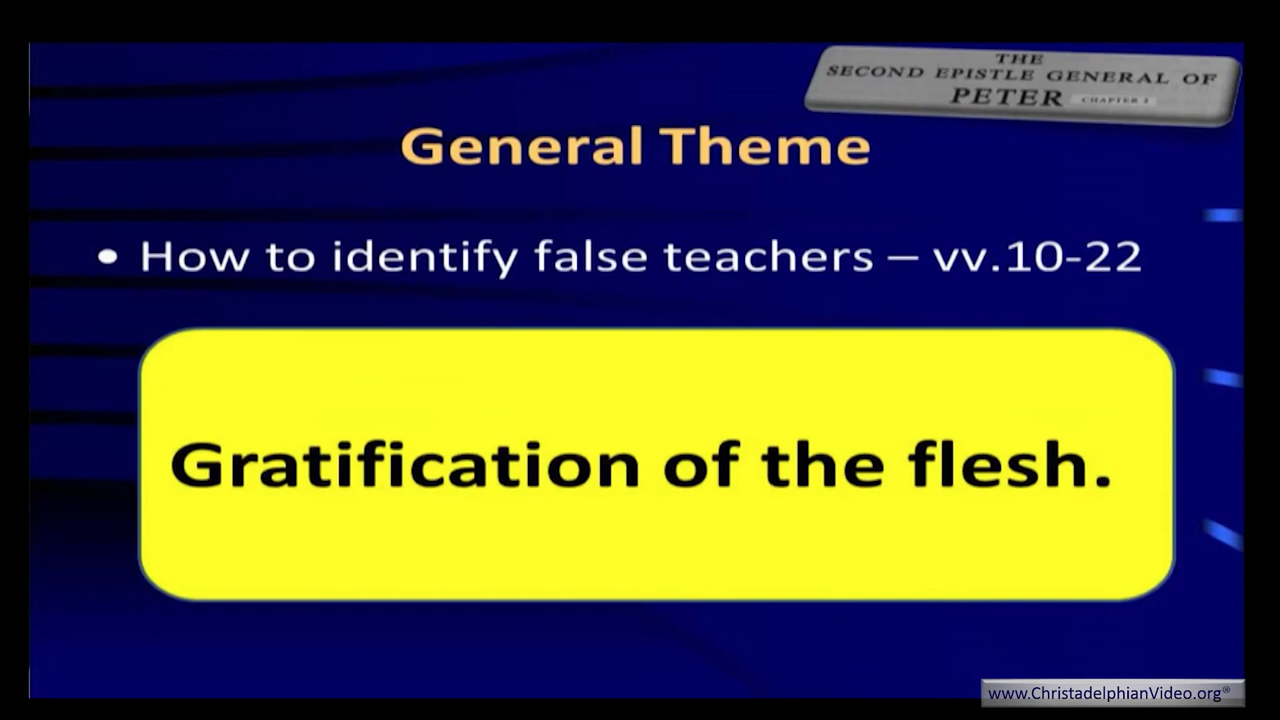 THE
SECOND EPISTLE GENERAL OF
PETER
General Theme
• How to identify false teachers – vv.10-22
Gratification of the flesh.
www.ChristadelphianVideo.org®